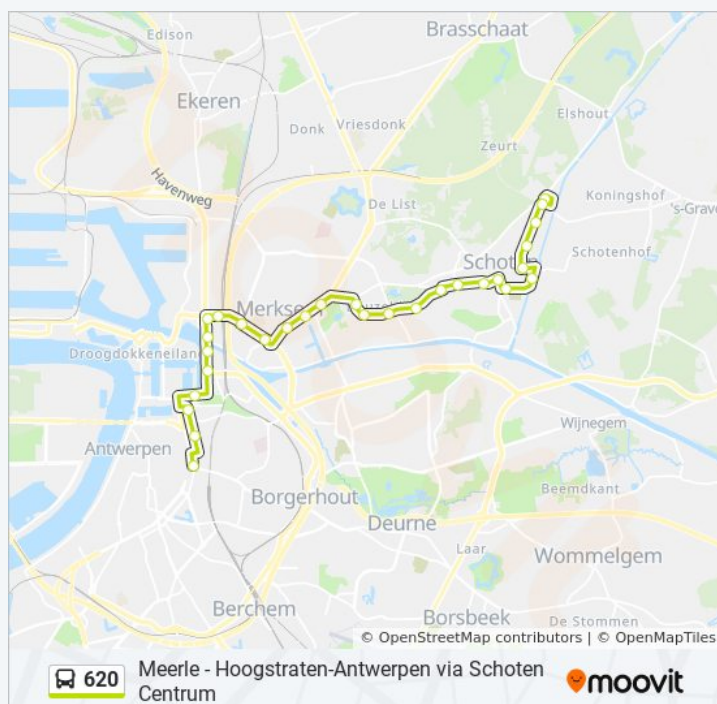 Brasschaat
Edison
Ekeren
Elshout
Donk
Vriesdonk
Zeurt
Havenweg
De List
Koningshof
's-Grave
Schotenhof
Merksem
Droogdokkeneiland
Wijnegem
Antwerpen
Beemdkant
Borgerhout
Deurne
Laar
Wommelgem
Berchem
Borsbeek
De Stommen
© OpenStreetMap contributors | © OpenMapTiles
620
Meerle - Hoogstraten-Antwerpen via Schoten
Centrum
moovit